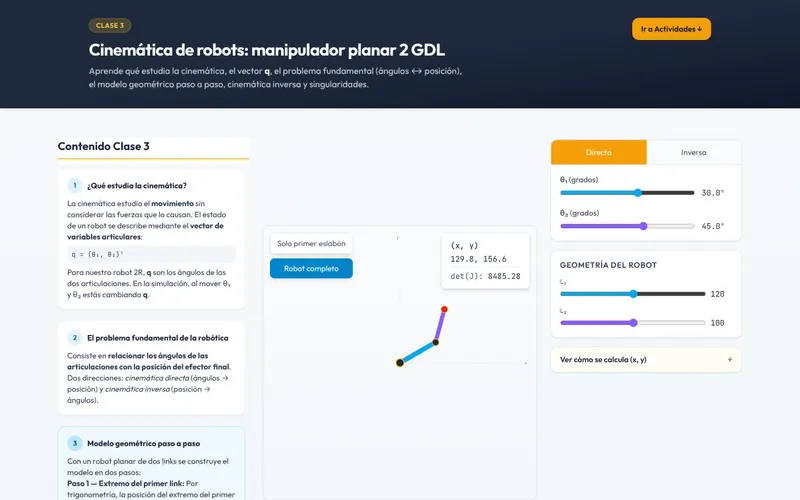 CLASE 3
Cinemática de robots: manipulador planar 2 GDL
Aprende qué estudia la cinemática, el vector q, el problema fundamental (ángulos ↔ posición),
el modelo geométrico paso a paso, cinemática inversa y singularidades.
Ir a Actividades ↓
Contenido Clase 3
1 ¿Qué estudia la cinemática?
La cinemática estudia el movimiento sin
considerar las fuerzas que lo causan. El estado
de un robot se describe mediante el vector de
variables articulares:
q = (θ₁, θ₂)ᵀ
Para nuestro robot 2R, q son los ángulos de las
dos articulaciones. En la simulación, al mover θ₁
y θ₂ estás cambiando q.
2 El problema fundamental de la robótica
Consiste en relacionar los ángulos de las
articulaciones con la posición del efector final.
Dos direcciones: cinemática directa (ángulos →
posición) y cinemática inversa (posición →
ángulos).
3 Modelo geométrico paso a paso
Con un robot planar de dos links se construye el
modelo en dos pasos:
Paso 1 — Extremo del primer link: Por
trigonometría, la posición del extremo del primer
Solo primer eslabón
Robot completo
(x, y)
129.8, 156.6
det(J): 8485.28
Directa
Inversa
θ₁ (grados)
30.0°
θ₂ (grados)
45.0°
GEOMETRÍA DEL ROBOT
L₁
120
L₂
100
Ver cómo se calcula (x, y) +